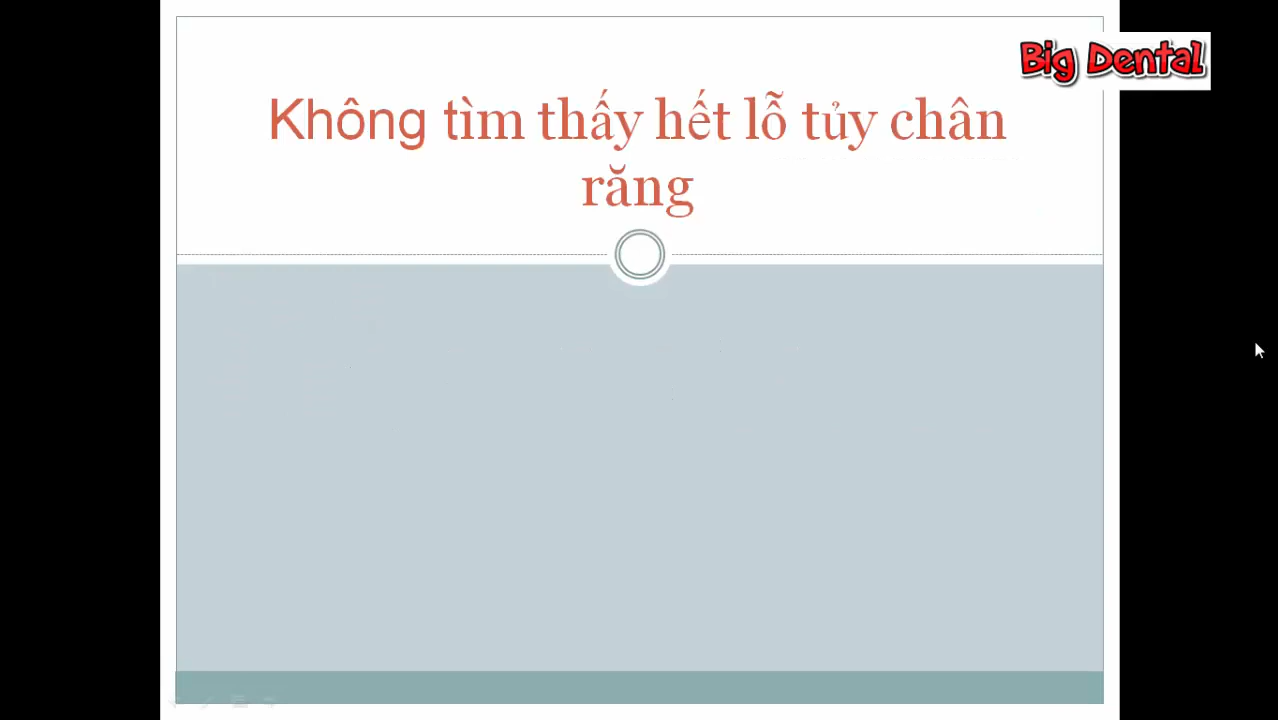 Big Dental
Không tìm thấy hết lỗ tủy chân
răng